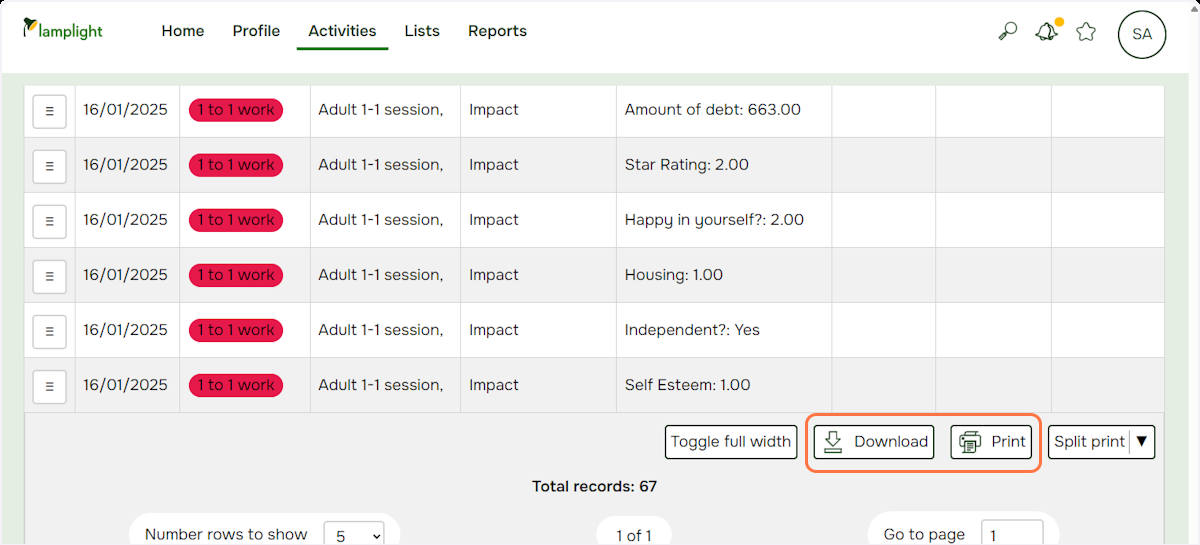 lamplight Home Profile Activities Lists Reports SA
16/01/2025 1 to 1 work Adult 1-1 session, Impact Amount of debt: 663.00
16/01/2025 1 to 1 work Adult 1-1 session, Impact Star Rating: 2.00
16/01/2025 1 to 1 work Adult 1-1 session, Impact Happy in yourself?: 2.00
16/01/2025 1 to 1 work Adult 1-1 session, Impact Housing: 1.00
16/01/2025 1 to 1 work Adult 1-1 session, Impact Independent?: Yes
16/01/2025 1 to 1 work Adult 1-1 session, Impact Self Esteem: 1.00
Toggle full width Download Print Split print ▼
Total records: 67
Number rows to show 5 1 of 1 Go to page 1